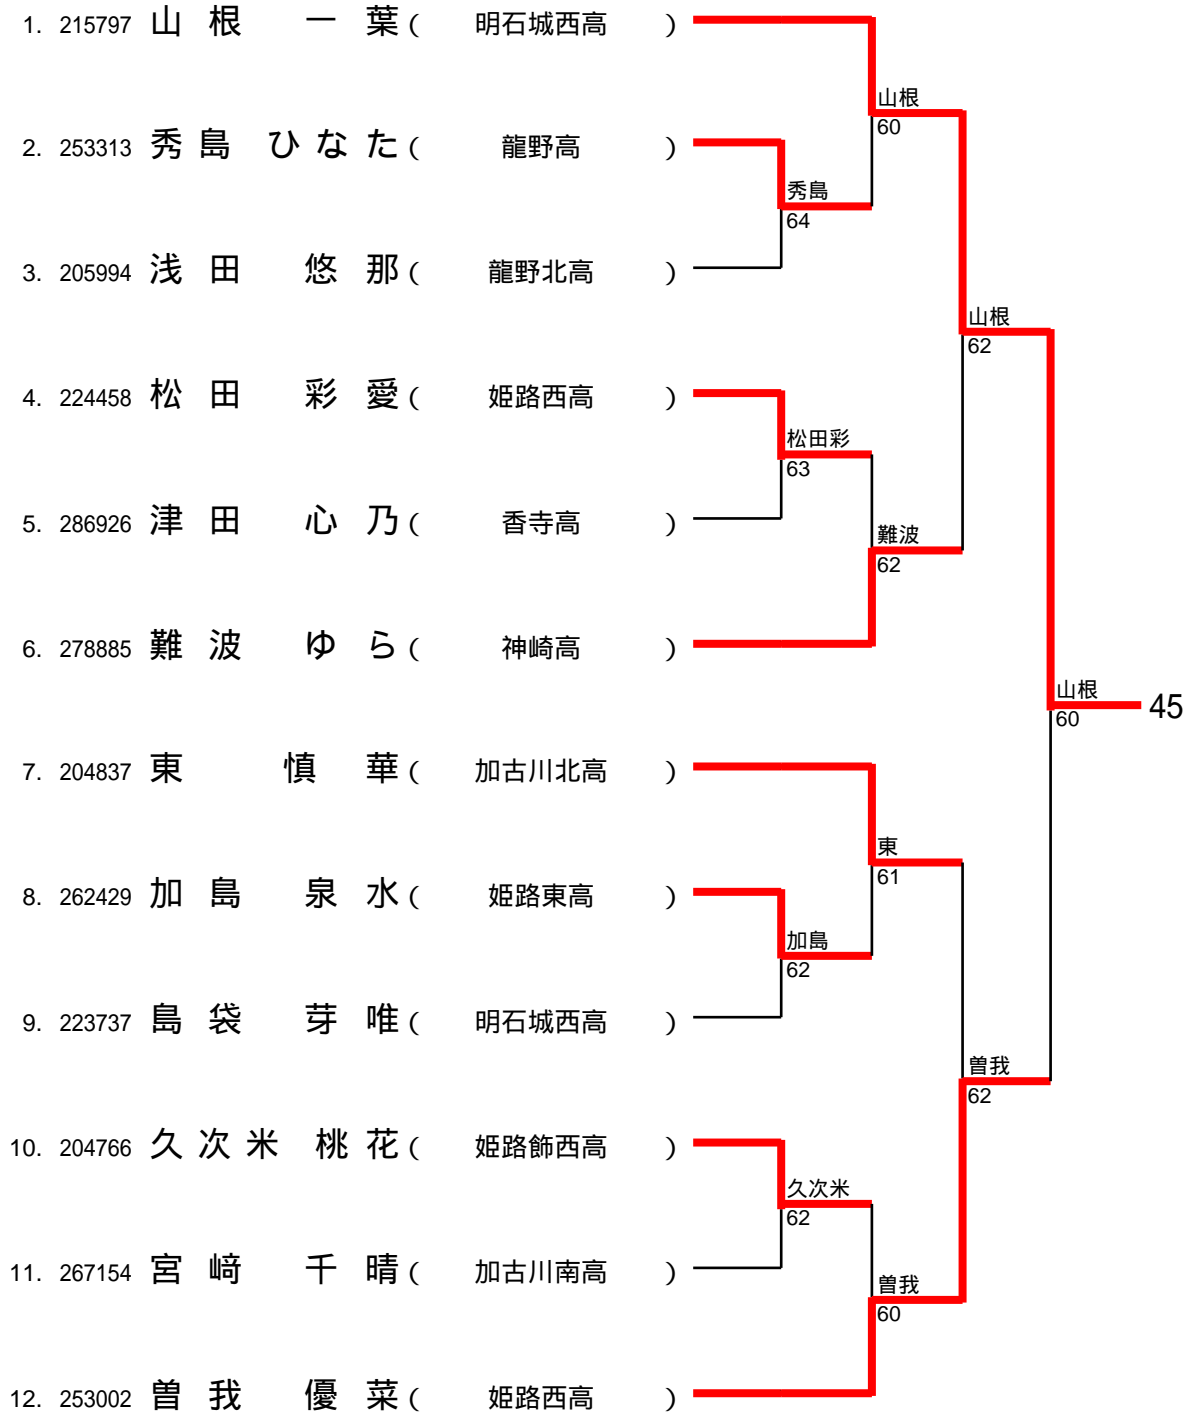 1. 215797 山根 一葉 ( 明石城西高 )
山根
60
2. 253313 秀島 ひなた ( 龍野高 )
秀島
64
3. 205994 浅田 悠那 ( 龍野北高 )
山根
62
4. 224458 松田 彩愛 ( 姫路西高 )
松田彩
63
5. 286926 津田 心乃 ( 香寺高 )
難波
62
6. 278885 難波 ゆら ( 神崎高 )
山根
60
45
7. 204837 東 慎華 ( 加古川北高 )
東
61
8. 262429 加島 泉水 ( 姫路東高 )
加島
62
9. 223737 島袋 芽唯 ( 明石城西高 )
曽我
62
10. 204766 久次米 桃花 ( 姫路飾西高 )
久次米
62
11. 267154 宮﨑 千晴 ( 加古川南高 )
曽我
60
12. 253002 曽我 優菜 ( 姫路西高 )